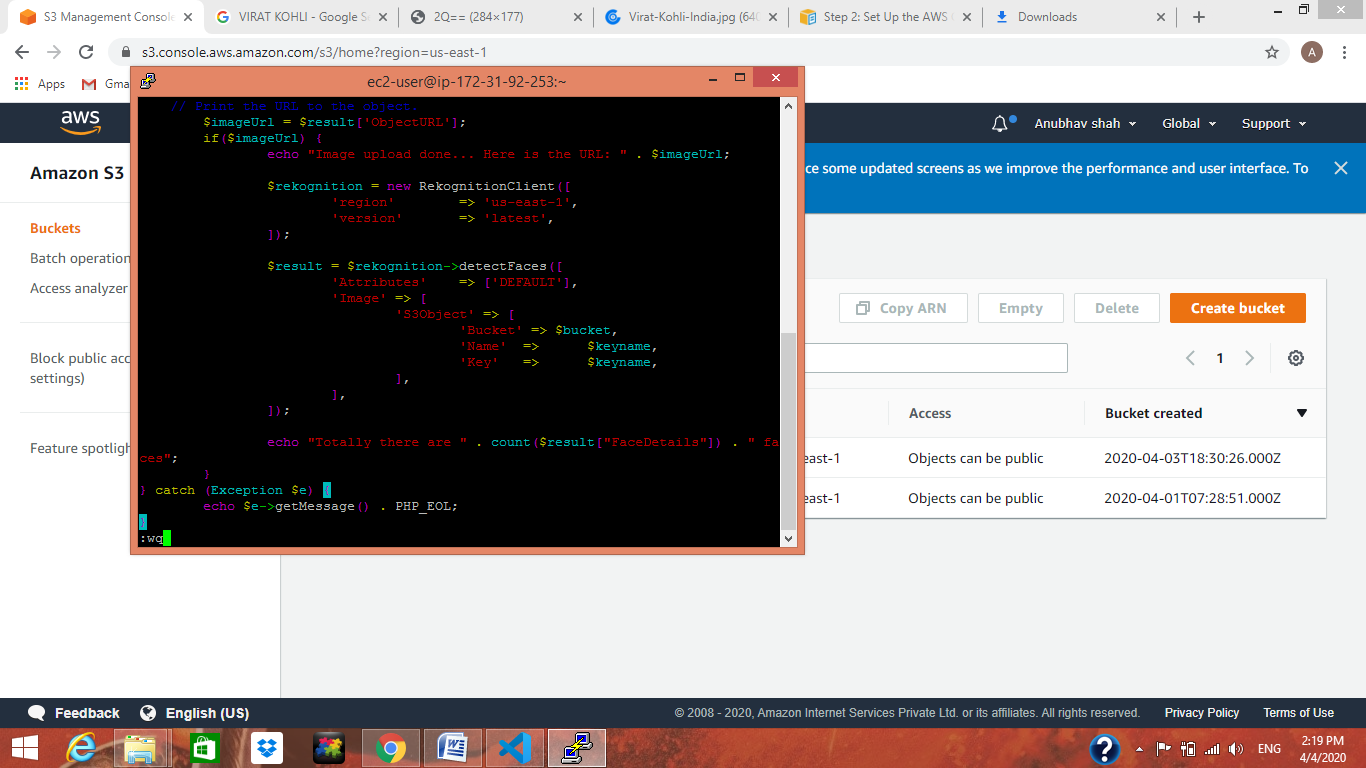 S3 Management Console
VIRAT KOHLI - Google S
2Q== (284×177)
Virat-Kohli-India.jpg (640
Step 2: Set Up the AWS
Downloads
s3.console.aws.amazon.com/s3/home?region=us-east-1
A
Apps
Gma
ec2-user@ip-172-31-92-253:~
// Print the URL to the object.
$imageUrl = $result['ObjectURL'];
if($imageUrl) {
echo "Image upload done... Here is the URL: " . $imageUrl;
$rekognition = new RekognitionClient([
'region' => 'us-east-1',
'version' => 'latest',
]);
$result = $rekognition->detectFaces([
'Attributes' => ['DEFAULT'],
'Image' => [
'S3Object' => [
'Bucket' => $bucket,
'Name' => $keyname,
'Key' => $keyname,
],
],
]);
echo "Totally there are " . count($result["FaceDetails"]) . " fa
ces";
}
} catch (Exception $e) {
echo $e->getMessage() . PHP_EOL;
}
:wq
aws
Anubhav shah
Global
Support
Amazon S3
ce some updated screens as we improve the performance and user interface. To
Buckets
Batch operation
Access analyzer
Block public acc
settings)
Feature spotligh
Copy ARN
Empty
Delete
Create bucket
1
Access
Bucket created
east-1
Objects can be public
2020-04-03T18:30:26.000Z
east-1
Objects can be public
2020-04-01T07:28:51.000Z
Feedback
English (US)
© 2008 - 2020, Amazon Internet Services Private Ltd. or its affiliates. All rights reserved.
Privacy Policy
Terms of Use
ENG
2:19 PM
4/4/2020